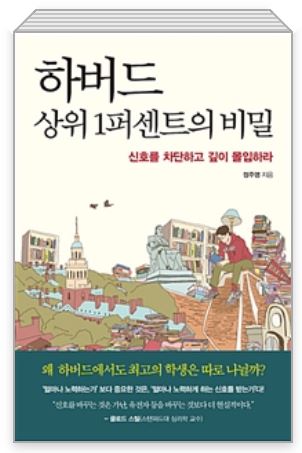 하버드
상위 1퍼센트의 비밀
신호를 차단하고 깊이 몰입하라
정주영 지음
왜 하버드에서도 최고의 학생은 따로 나뉠까?
‘얼마나 노력하는가’ 보다 중요한 것은, ‘얼마나 노력하게 하는 신호를 받는가’다!
“신호를 바꾸는 것은 가난, 유전자 등을 바꾸는 것보다 더 현실적이다.”
– 클로드 스틸(스탠퍼드대 심리학 교수)